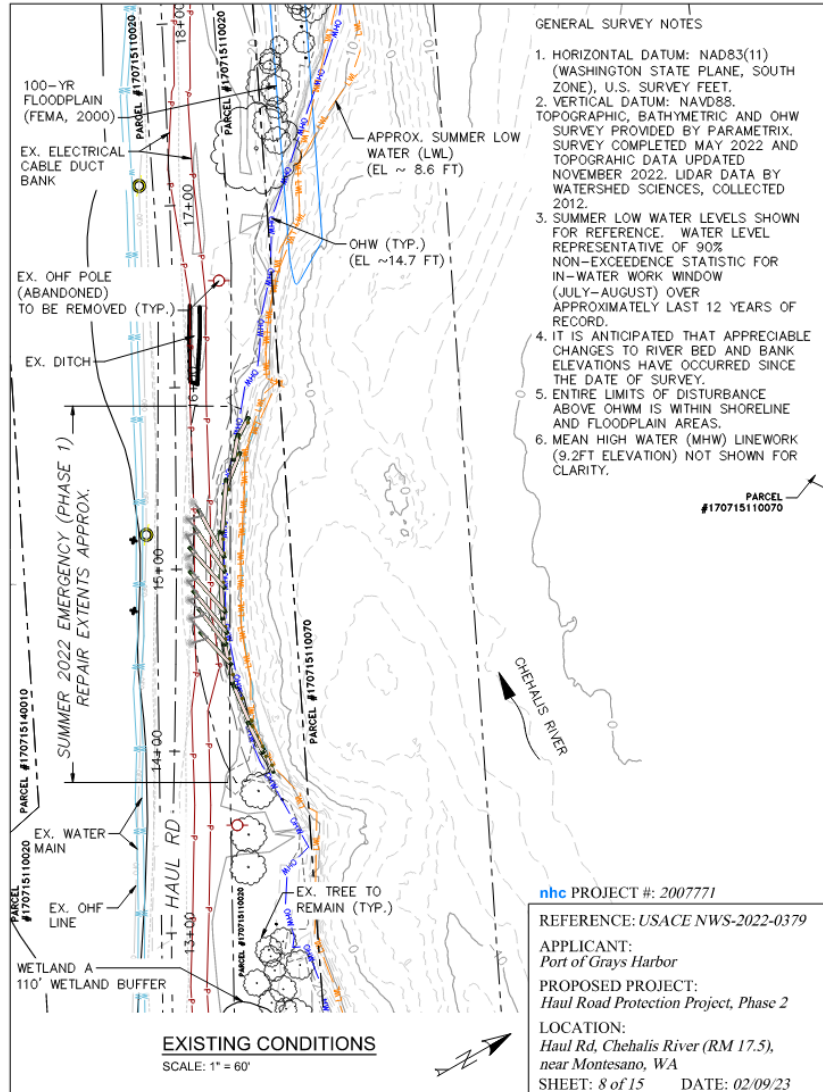 GENERAL SURVEY NOTES
1. HORIZONTAL DATUM: NAD83(11)
(WASHINGTON STATE PLANE, SOUTH
ZONE), U.S. SURVEY FEET.
2. VERTICAL DATUM: NAVD88.
TOPOGRAPHIC, BATHYMETRIC AND OHW
SURVEY PROVIDED BY PARAMETRIX.
SURVEY COMPLETED MAY 2022 AND
TOPOGRAHIC DATA UPDATED
NOVEMBER 2022. LIDAR DATA BY
WATERSHED SCIENCES, COLLECTED
2012.
3. SUMMER LOW WATER LEVELS SHOWN
FOR REFERENCE. WATER LEVEL
REPRESENTATIVE OF 90%
NON-EXCEEDENCE STATISTIC FOR
IN-WATER WORK WINDOW
(JULY-AUGUST) OVER
APPROXIMATELY LAST 12 YEARS OF
RECORD.
4. IT IS ANTICIPATED THAT APPRECIABLE
CHANGES TO RIVER BED AND BANK
ELEVATIONS HAVE OCCURRED SINCE
THE DATE OF SURVEY.
5. ENTIRE LIMITS OF DISTURBANCE
ABOVE OHWM IS WITHIN SHORELINE
AND FLOODPLAIN AREAS.
6. MEAN HIGH WATER (MHW) LINEWORK
(9.2FT ELEVATION) NOT SHOWN FOR
CLARITY.
PARCEL
#170715110070
18+00
PARCEL #170715110020
PARCEL #170715110020
100-YR
FLOODPLAIN
(FEMA, 2000)
EX. ELECTRICAL
CABLE DUCT
BANK
17+00
APPROX. SUMMER LOW
WATER (LWL)
(EL ~ 8.6 FT)
OHW (TYP.)
(EL ~14.7 FT)
EX. OHF POLE
(ABANDONED)
TO BE REMOVED (TYP.)
EX. DITCH
16+00
SUMMER 2022 EMERGENCY (PHASE 1)
REPAIR EXTENTS APPROX.
15+00
PARCEL #170715110070
CHEHALIS RIVER
PARCEL #170715140010
14+00
HAUL RD
EX. WATER
MAIN
PARCEL
#170715110020
EX. OHF
LINE
13+00
PARCEL #170715110020
EX. TREE TO
REMAIN (TYP.)
WETLAND A
110' WETLAND BUFFER
EXISTING CONDITIONS
SCALE: 1" = 60'
N
nhc PROJECT #: 2007771
REFERENCE: USACE NWS-2022-0379
APPLICANT:
Port of Grays Harbor
PROPOSED PROJECT:
Haul Road Protection Project, Phase 2
LOCATION:
Haul Rd, Chehalis River (RM 17.5),
near Montesano, WA
SHEET: 8 of 15 DATE: 02/09/23